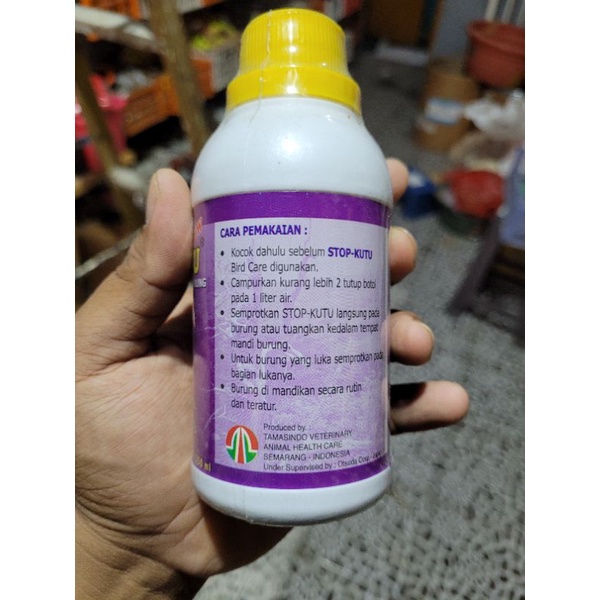 CARA PEMAKAIAN :
• Kocok dahulu sebelum STOP-KUTU
Bird Care digunakan.
• Campurkan kurang lebih 2 tutup botol
pada 1 liter air.
• Semprotkan STOP-KUTU langsung pada
burung atau tuangkan kedalam tempat
mandi burung.
• Untuk burung yang luka semprotkan pada
bagian lukanya.
• Burung di mandikan secara rutin
dan teratur.
Produced by :
TAMASINDO VETERINARY
ANIMAL HEALTH CARE
SEMARANG - INDONESIA
Under Supervised by : Otsuda Corp
ml